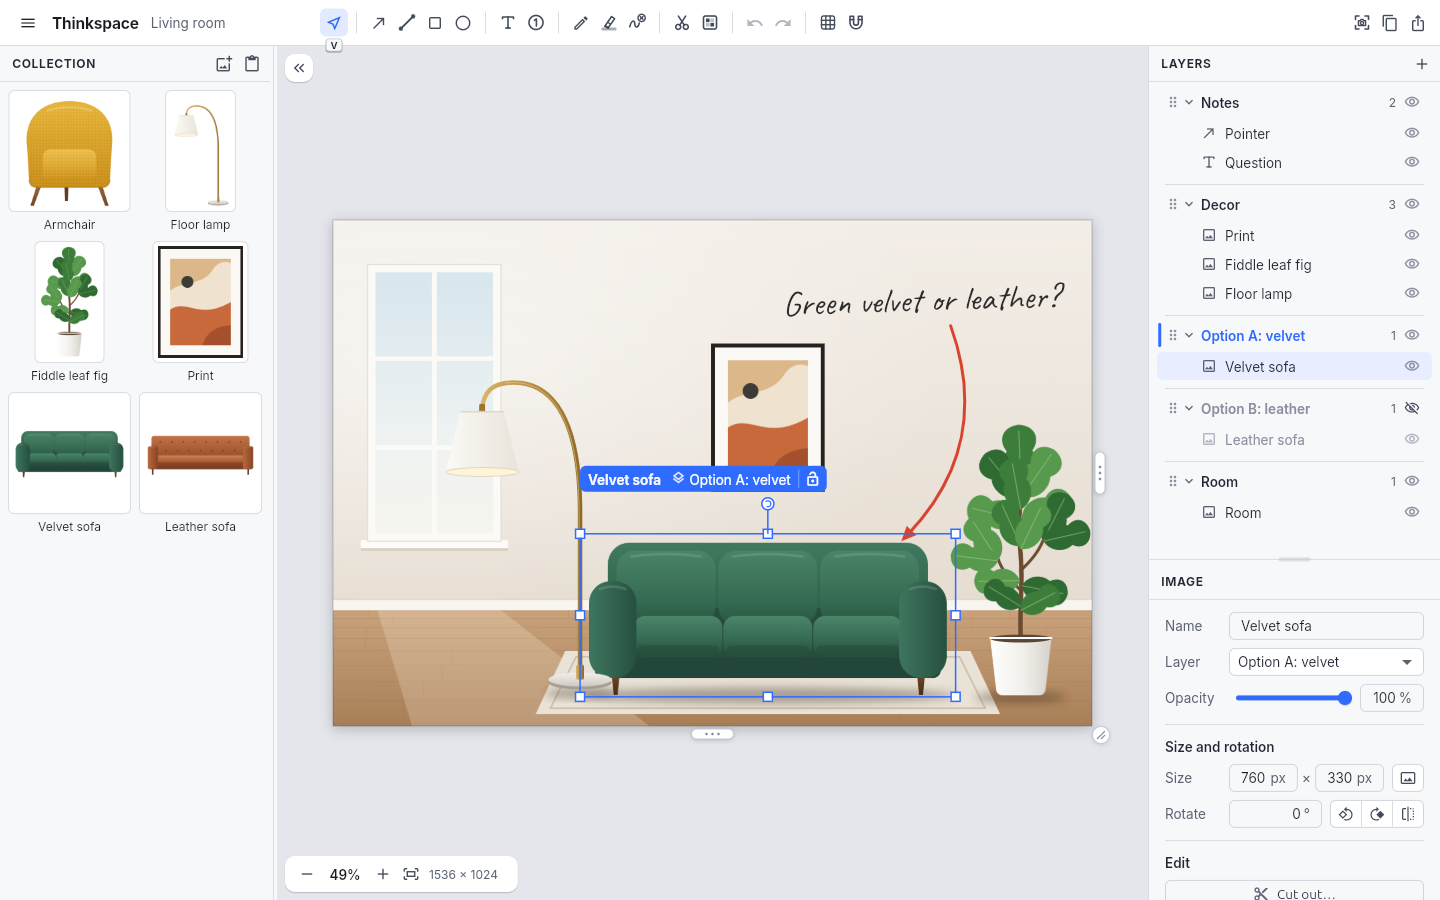 Thinkspace Living room
V
COLLECTION
Armchair
Floor lamp
Fiddle leaf fig
Print
Velvet sofa
Leather sofa
Green velvet or leather?
Velvet sofa Option A: velvet
49% 1536 × 1024
LAYERS
Notes 2
Pointer
Question
Decor 3
Print
Fiddle leaf fig
Floor lamp
Option A: velvet 1
Velvet sofa
Option B: leather 1
Leather sofa
Room 1
Room
IMAGE
Name Velvet sofa
Layer Option A: velvet
Opacity 100 %
Size and rotation
Size 760 px × 330 px
Rotate 0 °
Edit
Cut out…